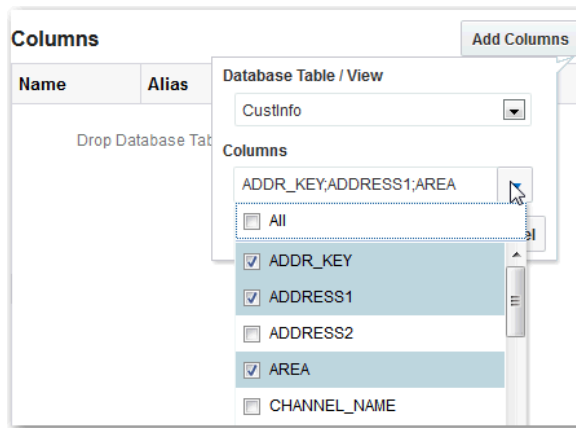 Columns
Add Columns
Name Alias
Database Table / View
CustInfo
Drop Database Tab
Columns
ADDR_KEY;ADDRESS1;AREA
All
el
ADDR_KEY
ADDRESS1
ADDRESS2
AREA
CHANNEL_NAME